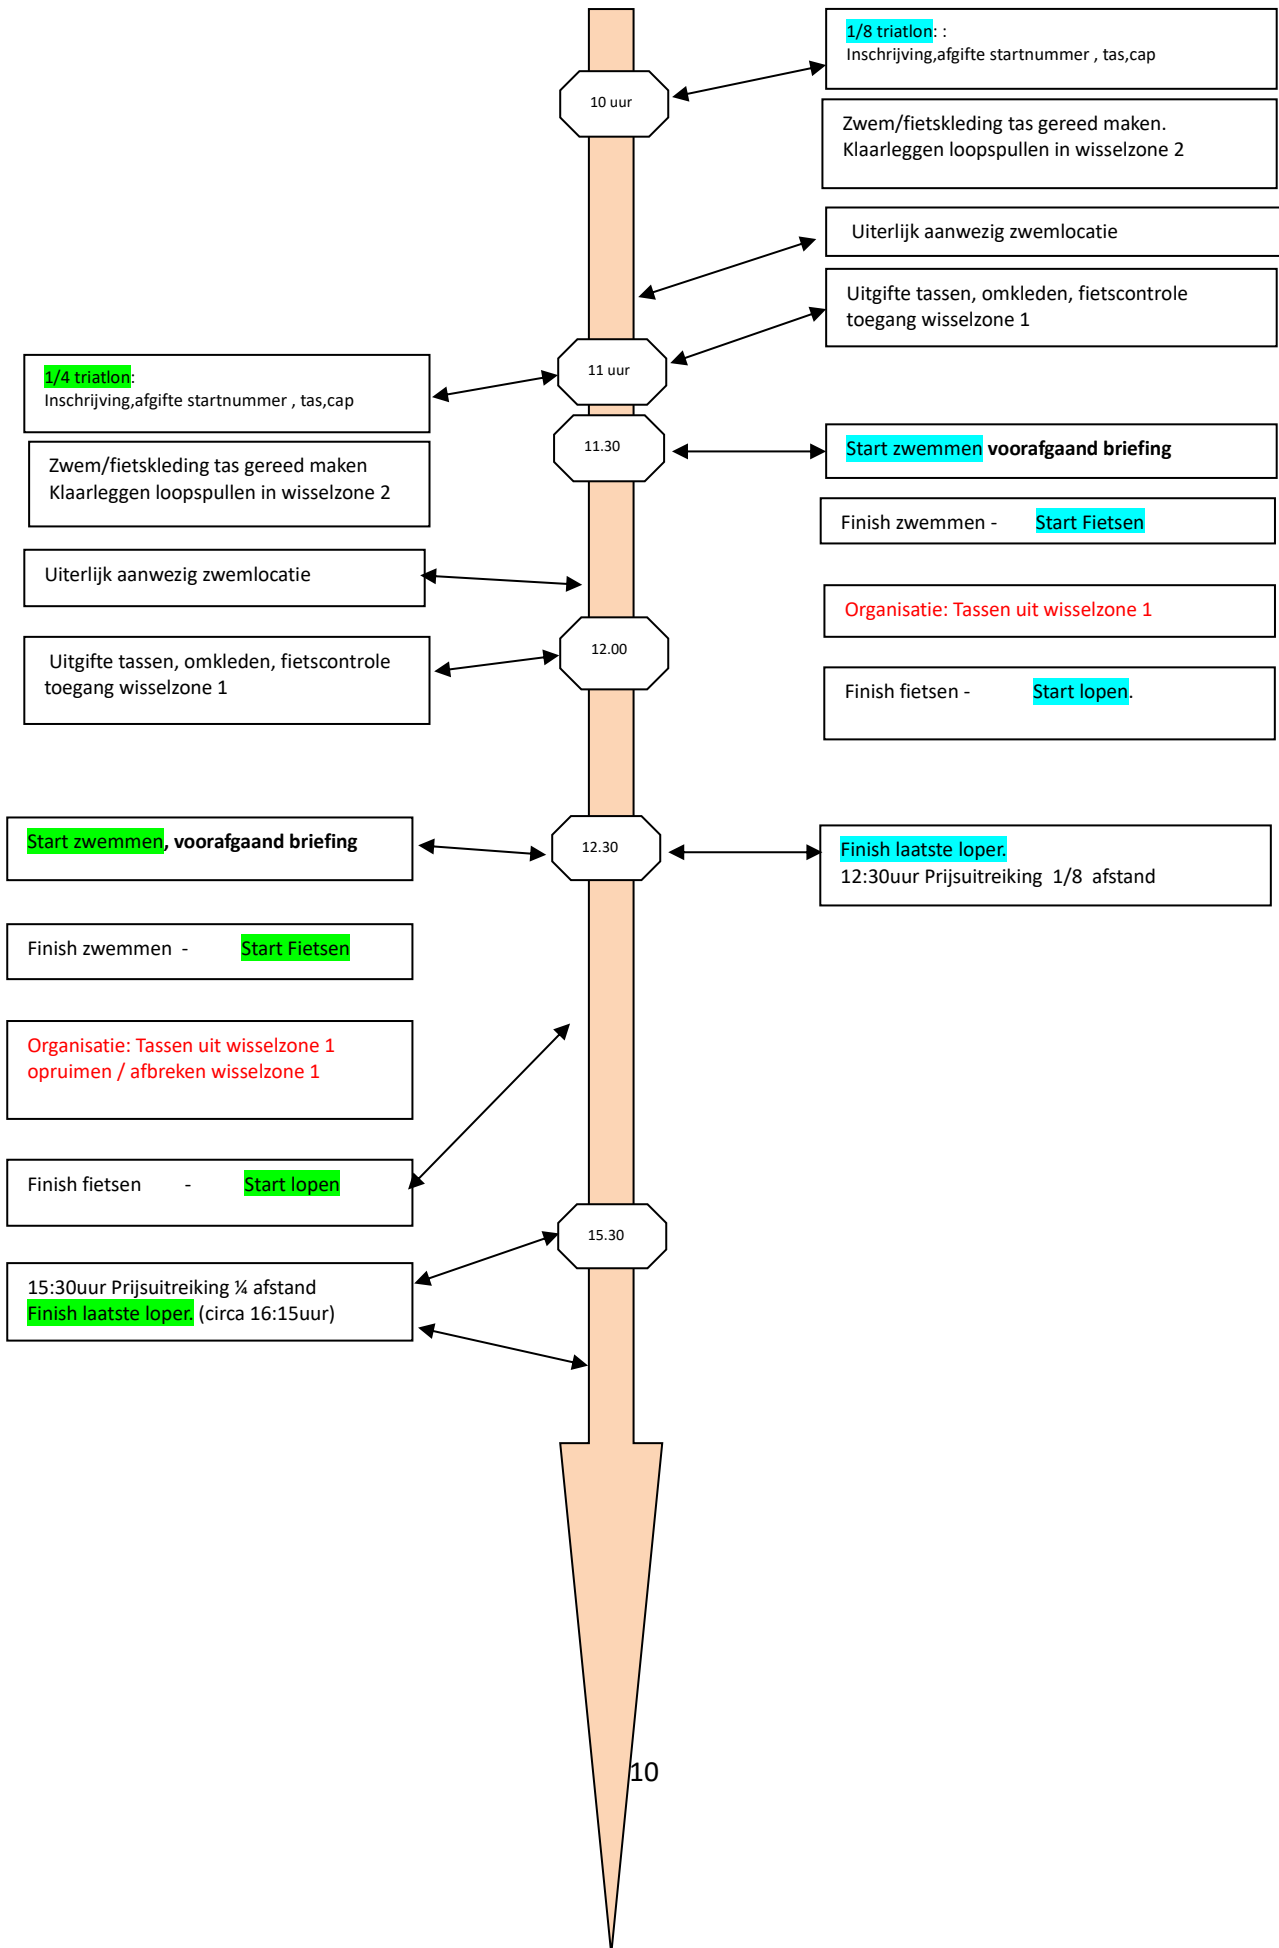 1/8 triatlon: :
Inschrijving,afgifte startnummer , tas,cap
10 uur
Zwem/fietskleding tas gereed maken.
Klaarleggen loopspullen in wisselzone 2
Uiterlijk aanwezig zwemlocatie
Uitgifte tassen, omkleden, fietscontrole
toegang wisselzone 1
11 uur
1/4 triatlon:
Inschrijving,afgifte startnummer , tas,cap
11.30
Start zwemmen voorafgaand briefing
Zwem/fietskleding tas gereed maken
Klaarleggen loopspullen in wisselzone 2
Finish zwemmen - Start Fietsen
Uiterlijk aanwezig zwemlocatie
Organisatie: Tassen uit wisselzone 1
12.00
Uitgifte tassen, omkleden, fietscontrole
toegang wisselzone 1
Finish fietsen - Start lopen.
Start zwemmen, voorafgaand briefing
12.30
Finish laatste loper.
12:30uur Prijsuitreiking 1/8 afstand
Finish zwemmen - Start Fietsen
Organisatie: Tassen uit wisselzone 1
opruimen / afbreken wisselzone 1
Finish fietsen - Start lopen
15.30
15:30uur Prijsuitreiking ¼ afstand
Finish laatste loper. (circa 16:15uur)
10